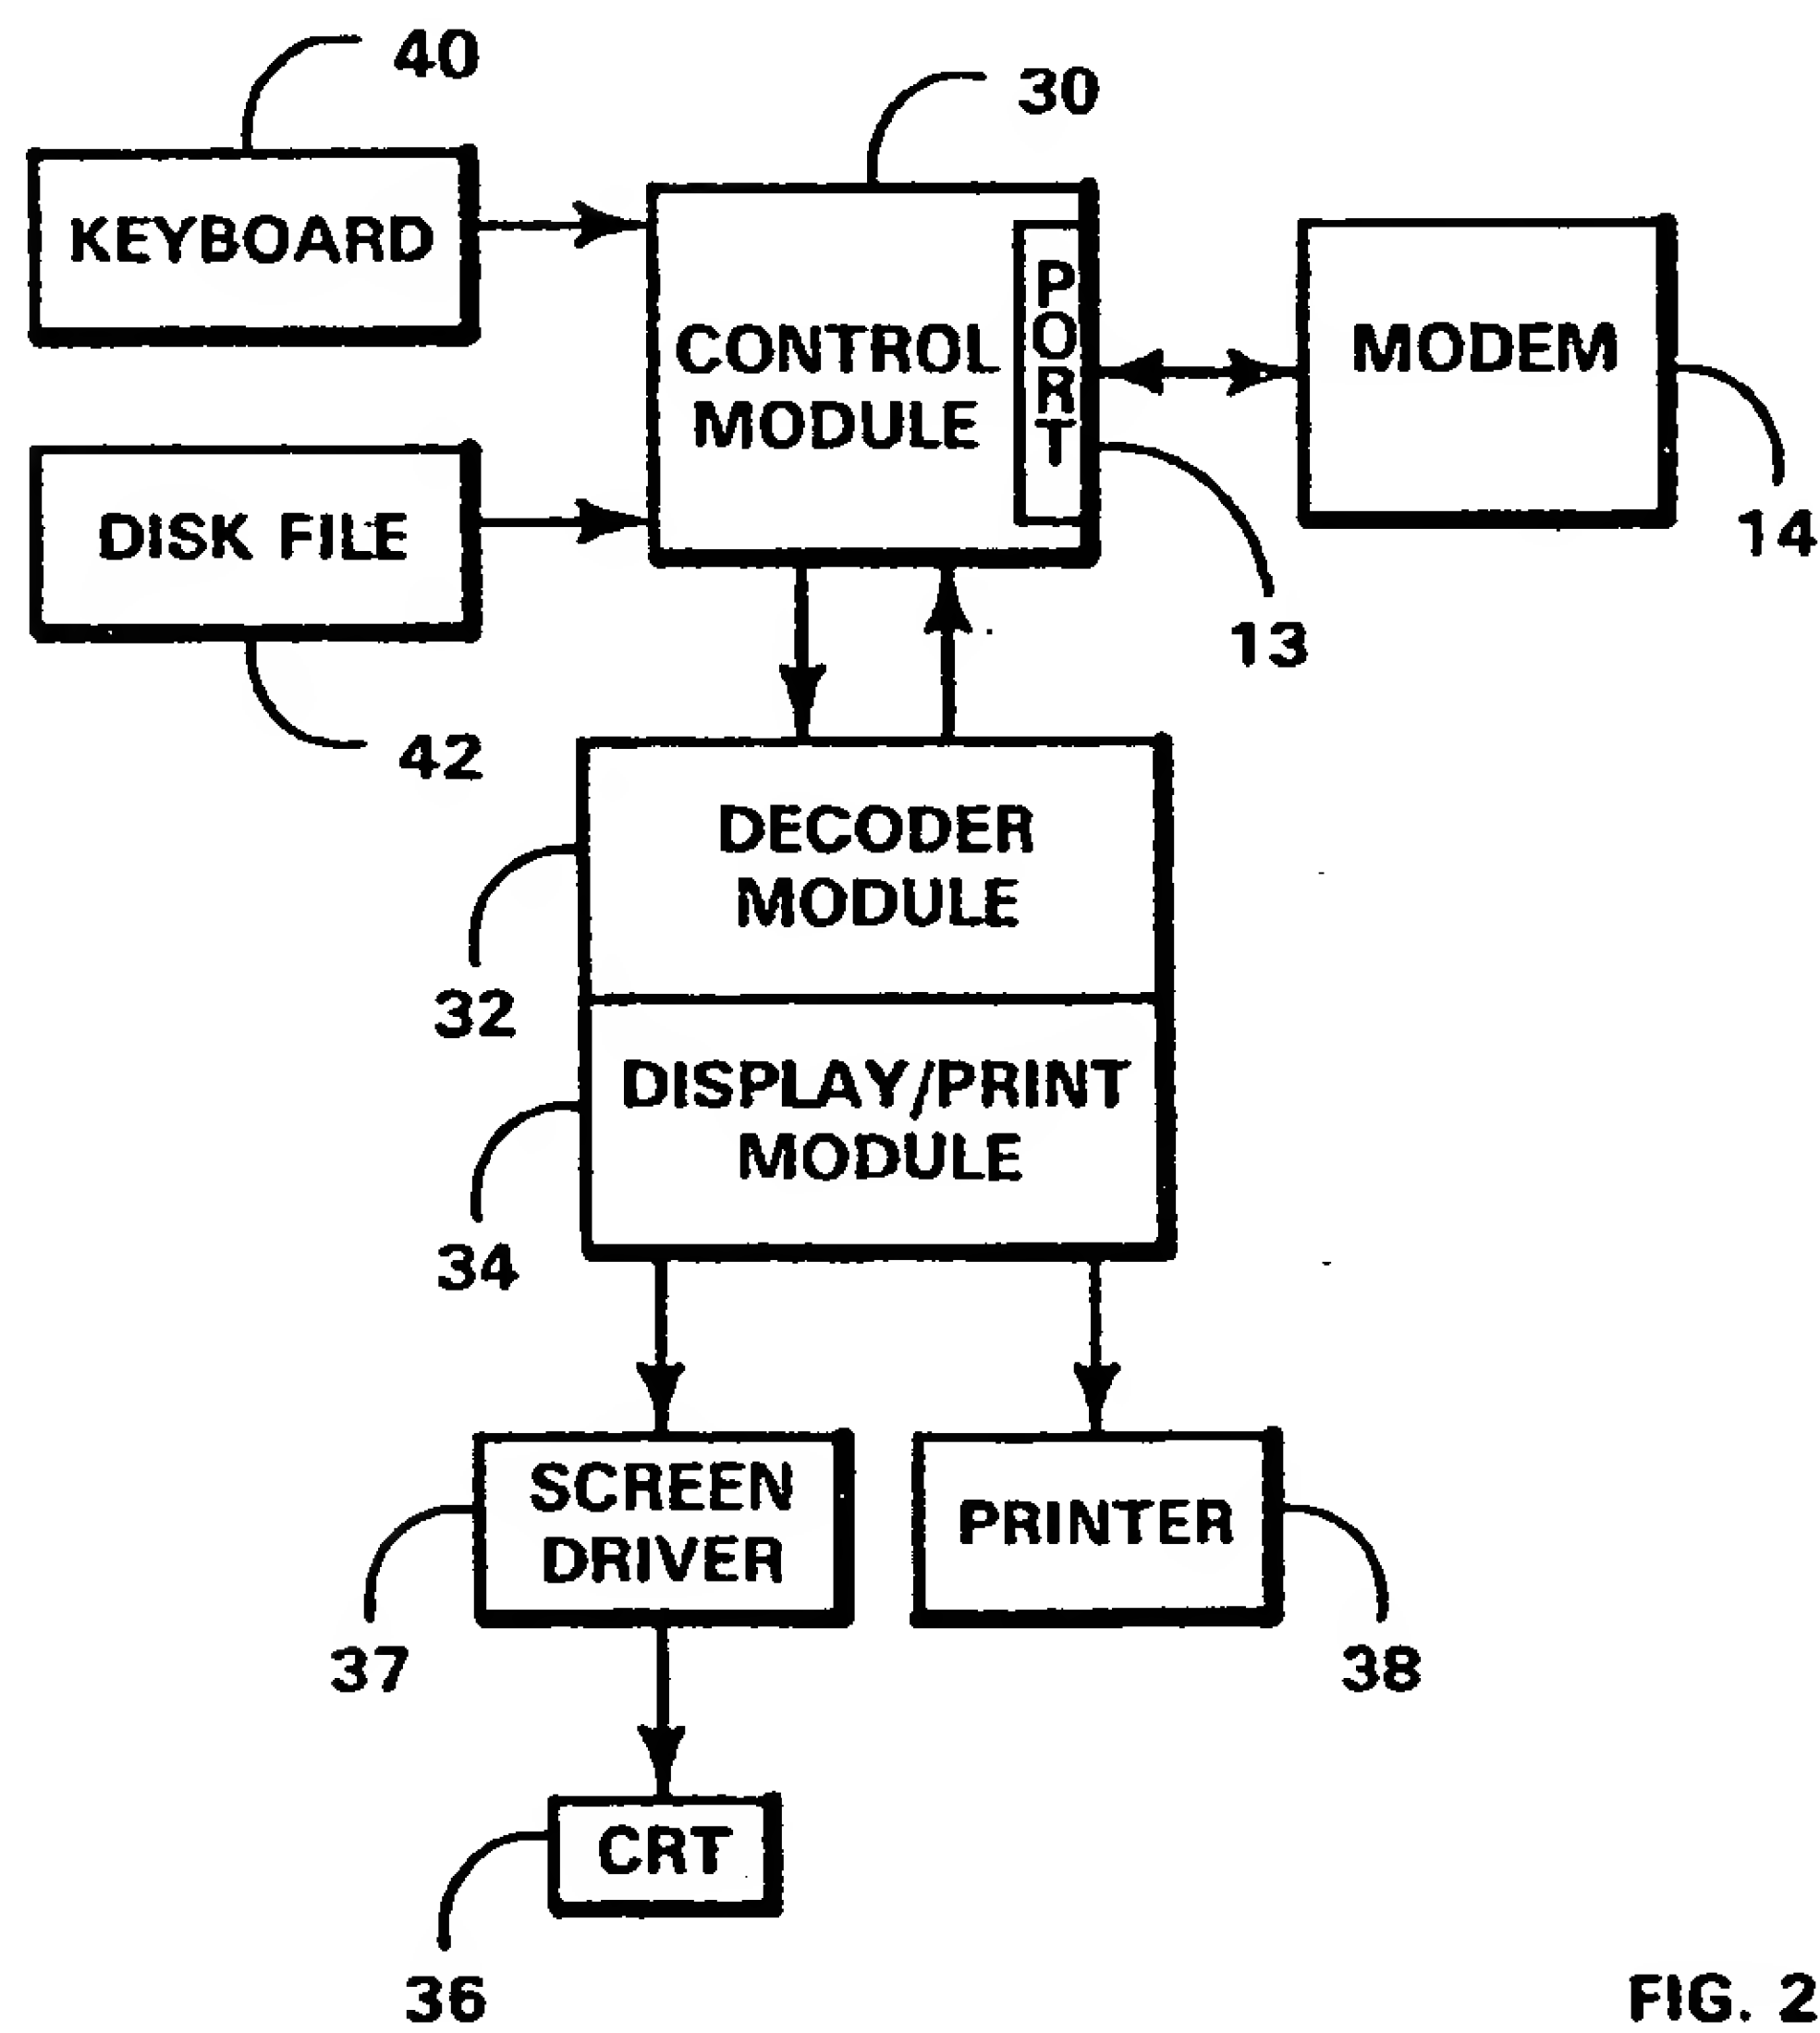 40
30
KEYBOARD
CONTROL
MODULE
PORT
MODEM
14
DISK FILE
13
42
DECODER
MODULE
32
DISPLAY/PRINT
MODULE
34
SCREEN
DRIVER
PRINTER
37
38
CRT
36
FIG. 2